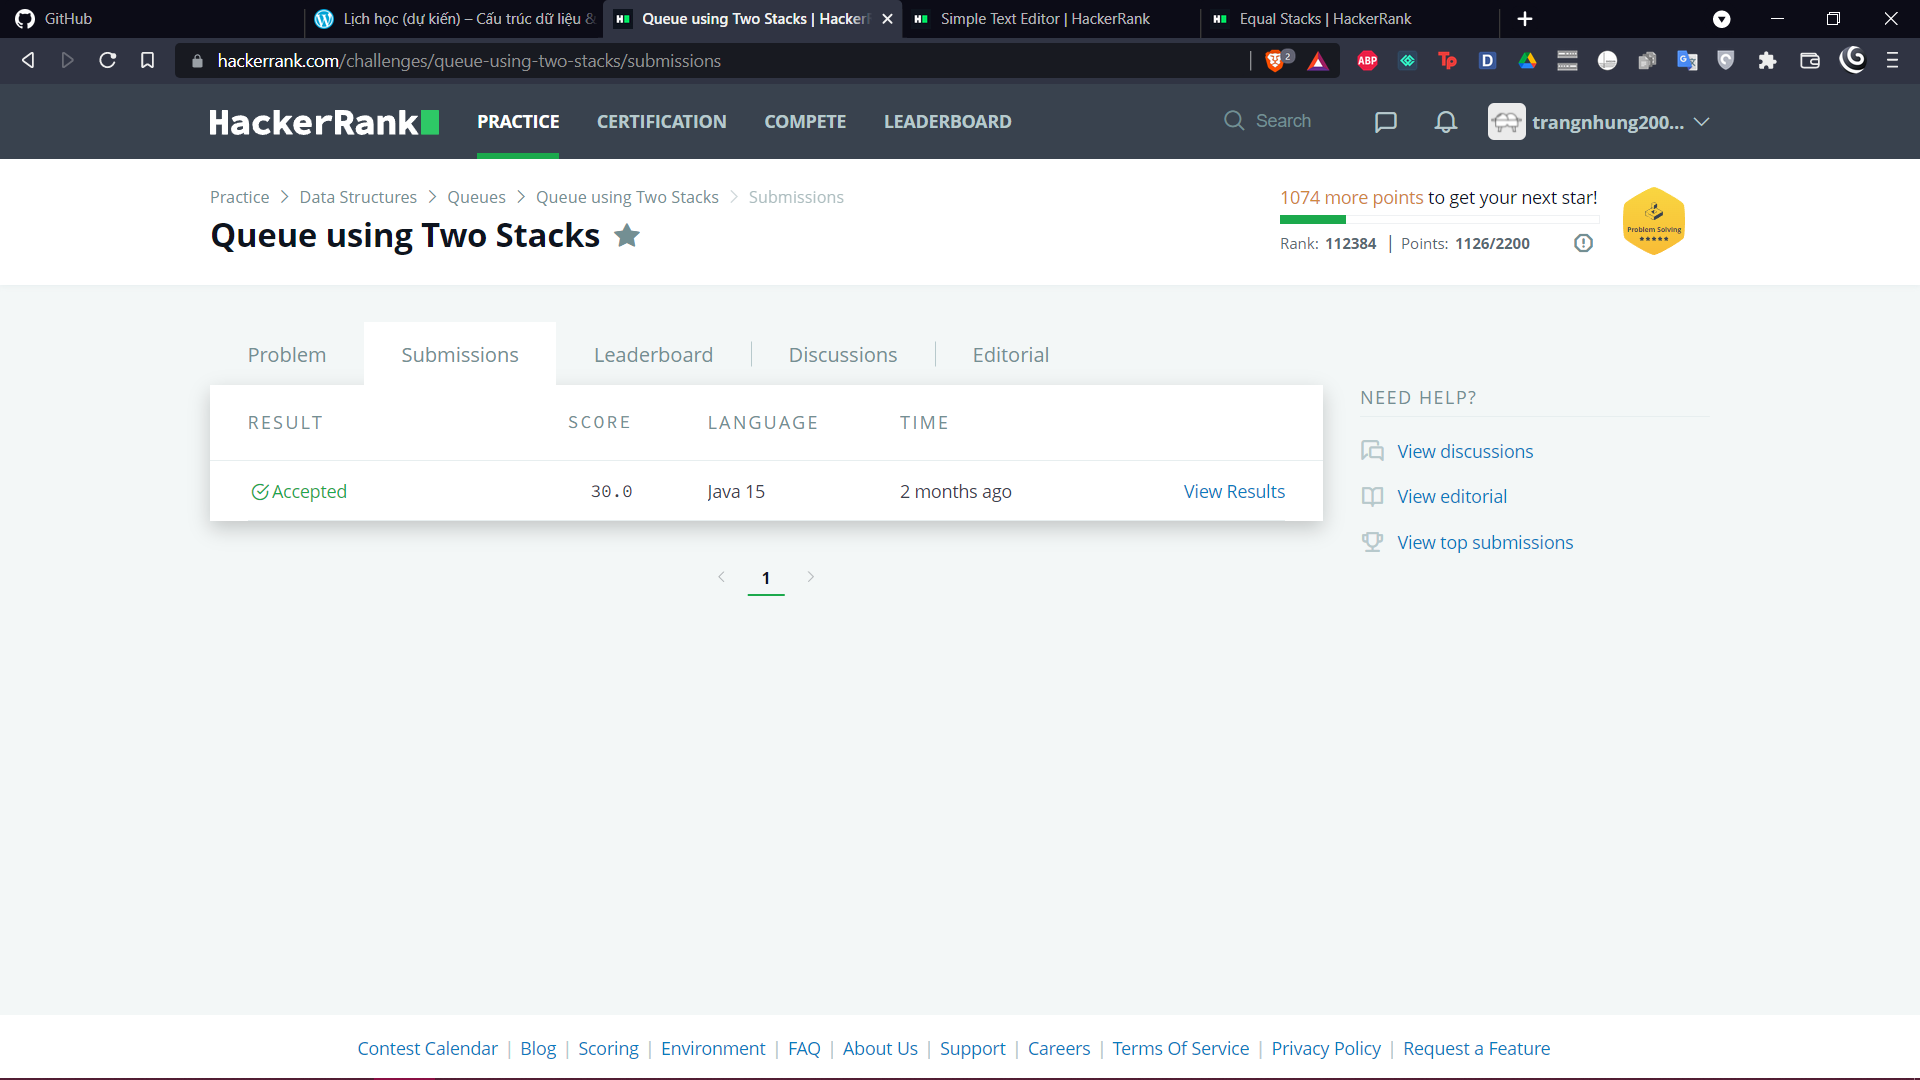 GitHub
Lịch học (dự kiến) – Cấu trúc dữ liệu &
Queue using Two Stacks | HackerR
Simple Text Editor | HackerRank
Equal Stacks | HackerRank
hackerrank.com/challenges/queue-using-two-stacks/submissions
2
ABP
Tp
D
HackerRank
PRACTICE
CERTIFICATION
COMPETE
LEADERBOARD
Search
trangnhung200...
Practice > Data Structures > Queues > Queue using Two Stacks > Submissions
Queue using Two Stacks
1074 more points to get your next star!
Rank: 112384 | Points: 1126/2200
Problem Solving
Problem
Submissions
Leaderboard
Discussions
Editorial
RESULT SCORE LANGUAGE TIME
Accepted 30.0 Java 15 2 months ago View Results
1
NEED HELP?
View discussions
View editorial
View top submissions
Contest Calendar | Blog | Scoring | Environment | FAQ | About Us | Support | Careers | Terms Of Service | Privacy Policy | Request a Feature